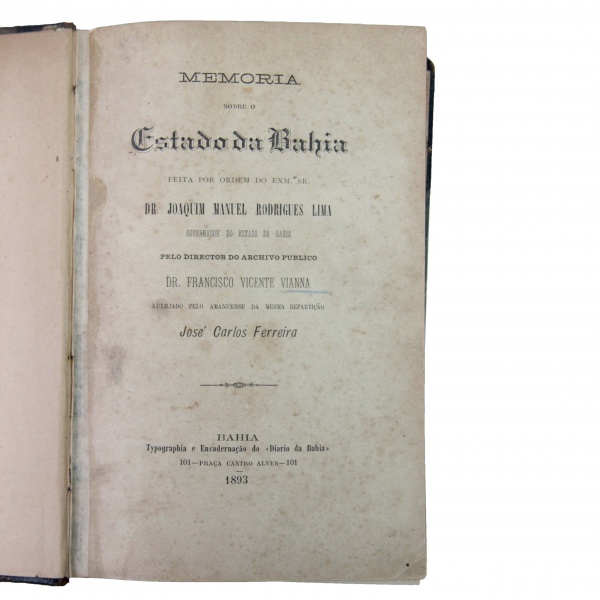 MEMORIA
SOBRE O
Estado da Bahia
FEITA POR ORDEM DO EXM.º SR.
DR. JOAQUIM MANUEL RODRIGUES LIMA
GOVERNADOR DO ESTADO DA BAHIA
PELO DIRECTOR DO ARCHIVO PUBLICO
DR. FRANCISCO VICENTE VIANNA
AUXILIADO PELO AMANUENSE DA MESMA REPARTIÇÃO
José Carlos Ferreira
BAHIA
Typographia e Encadernação do «Diario da Bahia»
101—PRAÇA CASTRO ALVES—101
1893